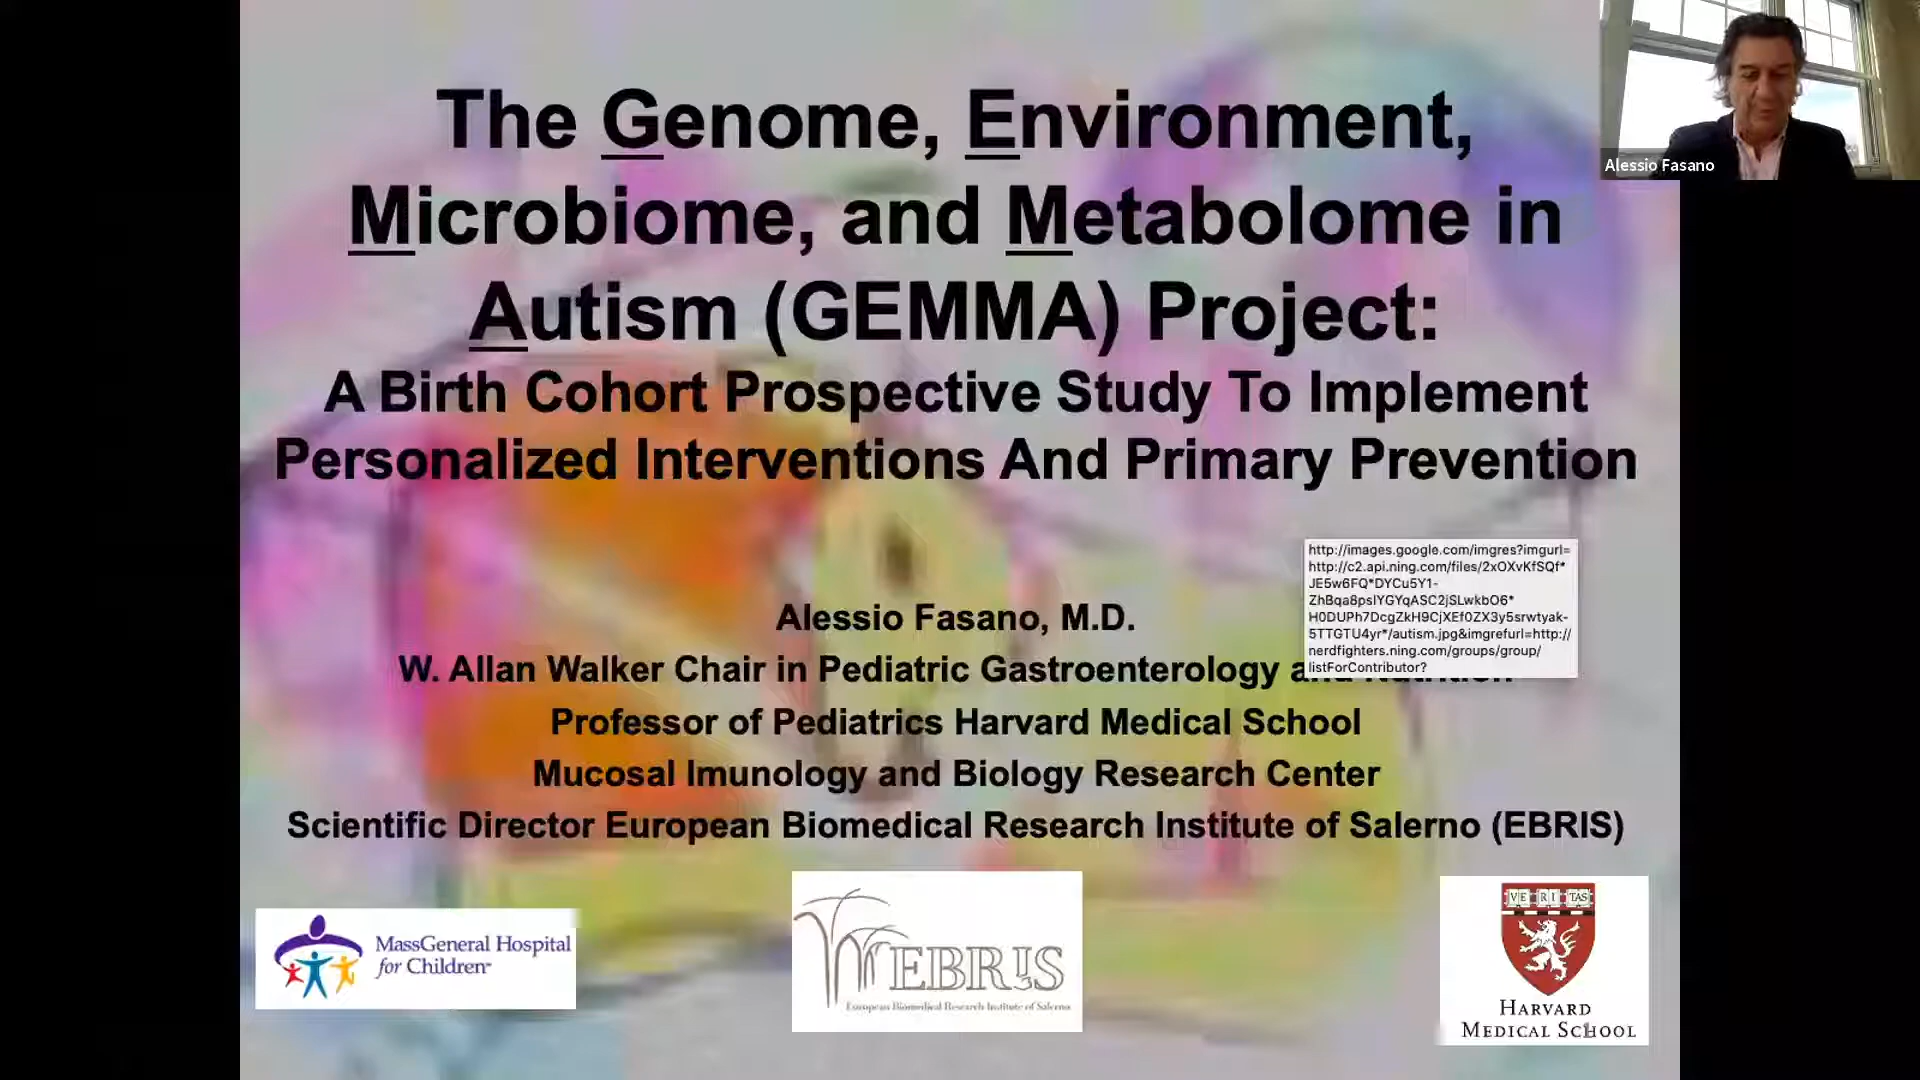 The Genome, Environment,
Microbiome, and Metabolome in
Autism (GEMMA) Project:
A Birth Cohort Prospective Study To Implement
Personalized Interventions And Primary Prevention
Alessio Fasano
http://images.google.com/imgres?imgurl=
http://c2.api.ning.com/files/2xOXvKfSQf*
JE5w6FQ*DYCu5Y1-
ZhBqa8pslYGYqASC2jSLwkbO6*
H0DUPh7DcgZkH9CjXEf0ZX3y5srwtyak-
5TTGTU4yr*/autism.jpg&imgrefurl=http://
nerdfighters.ning.com/groups/group/
listForContributor?
Alessio Fasano, M.D.
W. Allan Walker Chair in Pediatric Gastroenterology and Nutrition
Professor of Pediatrics Harvard Medical School
Mucosal Imunology and Biology Research Center
Scientific Director European Biomedical Research Institute of Salerno (EBRIS)
MassGeneral Hospital
for Children
EBRIS
European Biomedical Research Institute of Salerno
VE RI TAS
HARVARD
MEDICAL SCHOOL